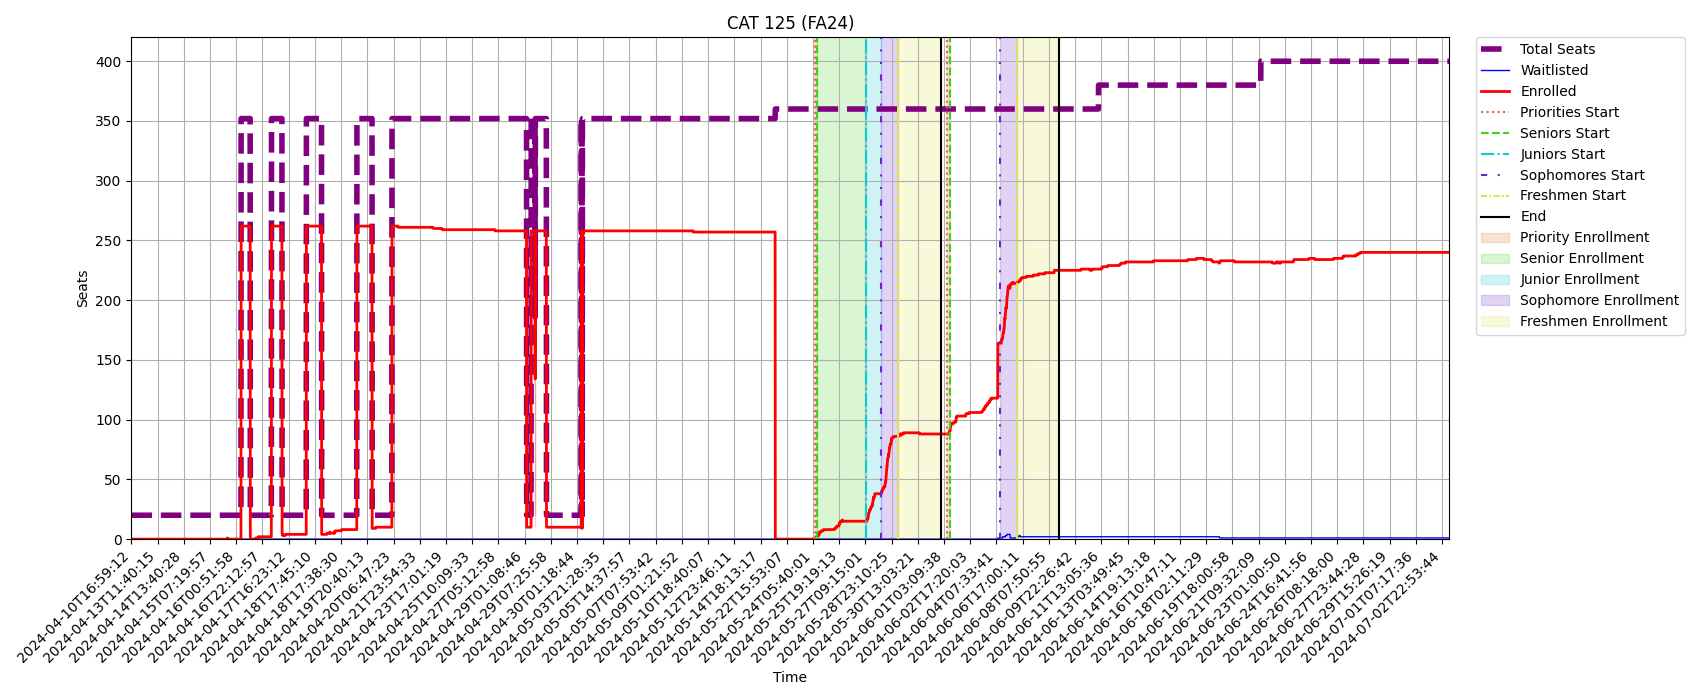 CAT 125 (FA24)
400
350
300
250
200
150
100
50
0
Seats
2024-04-10T16:59:12
2024-04-13T11:40:15
2024-04-14T13:40:28
2024-04-15T07:19:57
2024-04-16T00:51:58
2024-04-16T22:12:57
2024-04-17T16:23:12
2024-04-18T17:45:10
2024-04-18T17:38:30
2024-04-19T20:40:13
2024-04-20T06:47:23
2024-04-21T23:54:33
2024-04-23T17:01:19
2024-04-25T10:09:33
2024-04-27T05:12:58
2024-04-29T01:08:46
2024-04-29T07:25:58
2024-04-30T01:18:44
2024-05-03T21:28:35
2024-05-05T14:37:57
2024-05-07T07:53:42
2024-05-09T01:21:52
2024-05-10T18:40:07
2024-05-12T23:46:11
2024-05-14T18:13:17
2024-05-22T15:53:07
2024-05-24T05:40:01
2024-05-25T19:19:13
2024-05-27T09:15:01
2024-05-28T23:10:25
2024-05-30T13:03:21
2024-06-01T03:09:38
2024-06-02T17:20:03
2024-06-04T07:33:41
2024-06-06T17:00:11
2024-06-08T07:50:55
2024-06-09T22:26:42
2024-06-11T13:05:36
2024-06-13T03:49:45
2024-06-14T19:13:18
2024-06-16T10:47:11
2024-06-18T02:11:29
2024-06-19T18:00:58
2024-06-21T09:32:09
2024-06-23T01:00:50
2024-06-24T16:41:56
2024-06-26T08:18:00
2024-06-27T23:44:28
2024-06-29T15:26:19
2024-07-01T07:17:36
2024-07-02T22:53:44
Time
Total Seats
Waitlisted
Enrolled
Priorities Start
Seniors Start
Juniors Start
Sophomores Start
Freshmen Start
End
Priority Enrollment
Senior Enrollment
Junior Enrollment
Sophomore Enrollment
Freshmen Enrollment